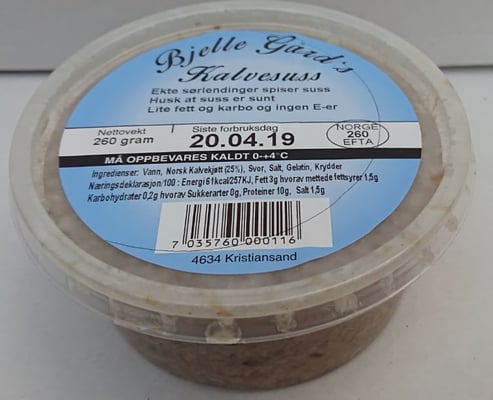 Bjelle Gård's
Kalvesuss
Ekte sørlendinger spiser suss
Husk at suss er sunt
Lite fett og karbo og ingen E-er
Nettovekt
260 gram
Siste forbruksdag
20.04.19
NORGE
260
EFTA
MÅ OPPBEVARES KALDT 0-+4°C
Ingredienser: Vann, Norsk Kalvekjøtt (25%), Svor, Salt, Gelatin, Krydder
Næringsdeklarasjon/100 : Energi 61kcal/257KJ, Fett 3g hvorav mettede fettsyrer 1,5g
Karbohydrater 0,2g hvorav Sukkerarter 0g, Proteiner 10g, Salt 1,5g
7 035760 000116
4634 Kristiansand